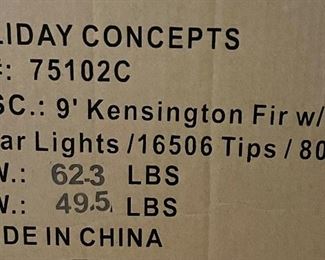 LIDAY CONCEPTS
#: 75102C
SC.: 9' Kensington Fir w/
ar Lights /16506 Tips / 80
W.: 62.3 LBS
W.: 49.5 LBS
DE IN CHINA